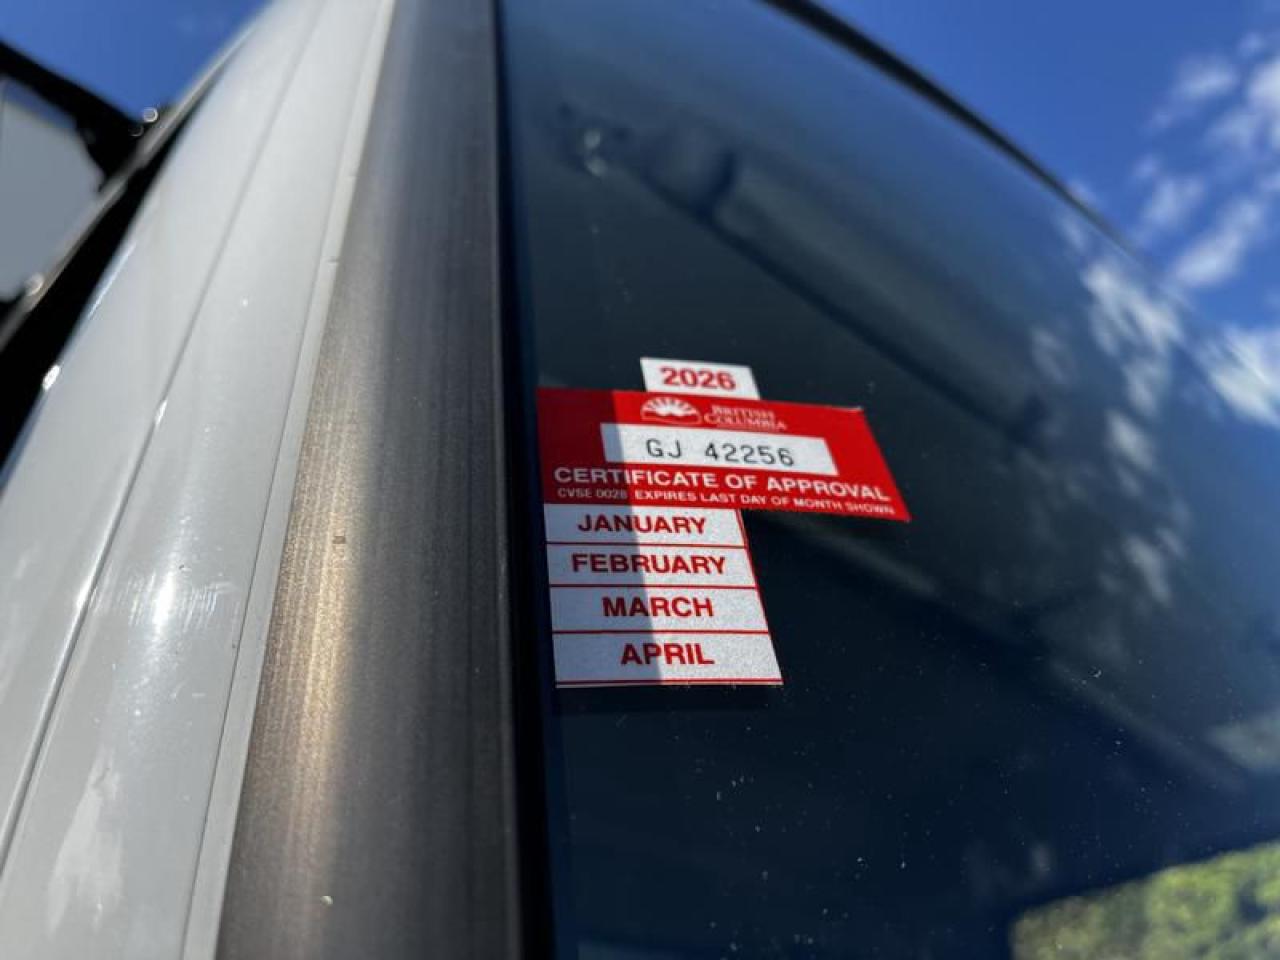 2026
BRITISH
COLUMBIA
GJ 42256
CERTIFICATE OF APPROVAL
CVSE 0028 EXPIRES LAST DAY OF MONTH SHOWN
JANUARY
FEBRUARY
MARCH
APRIL